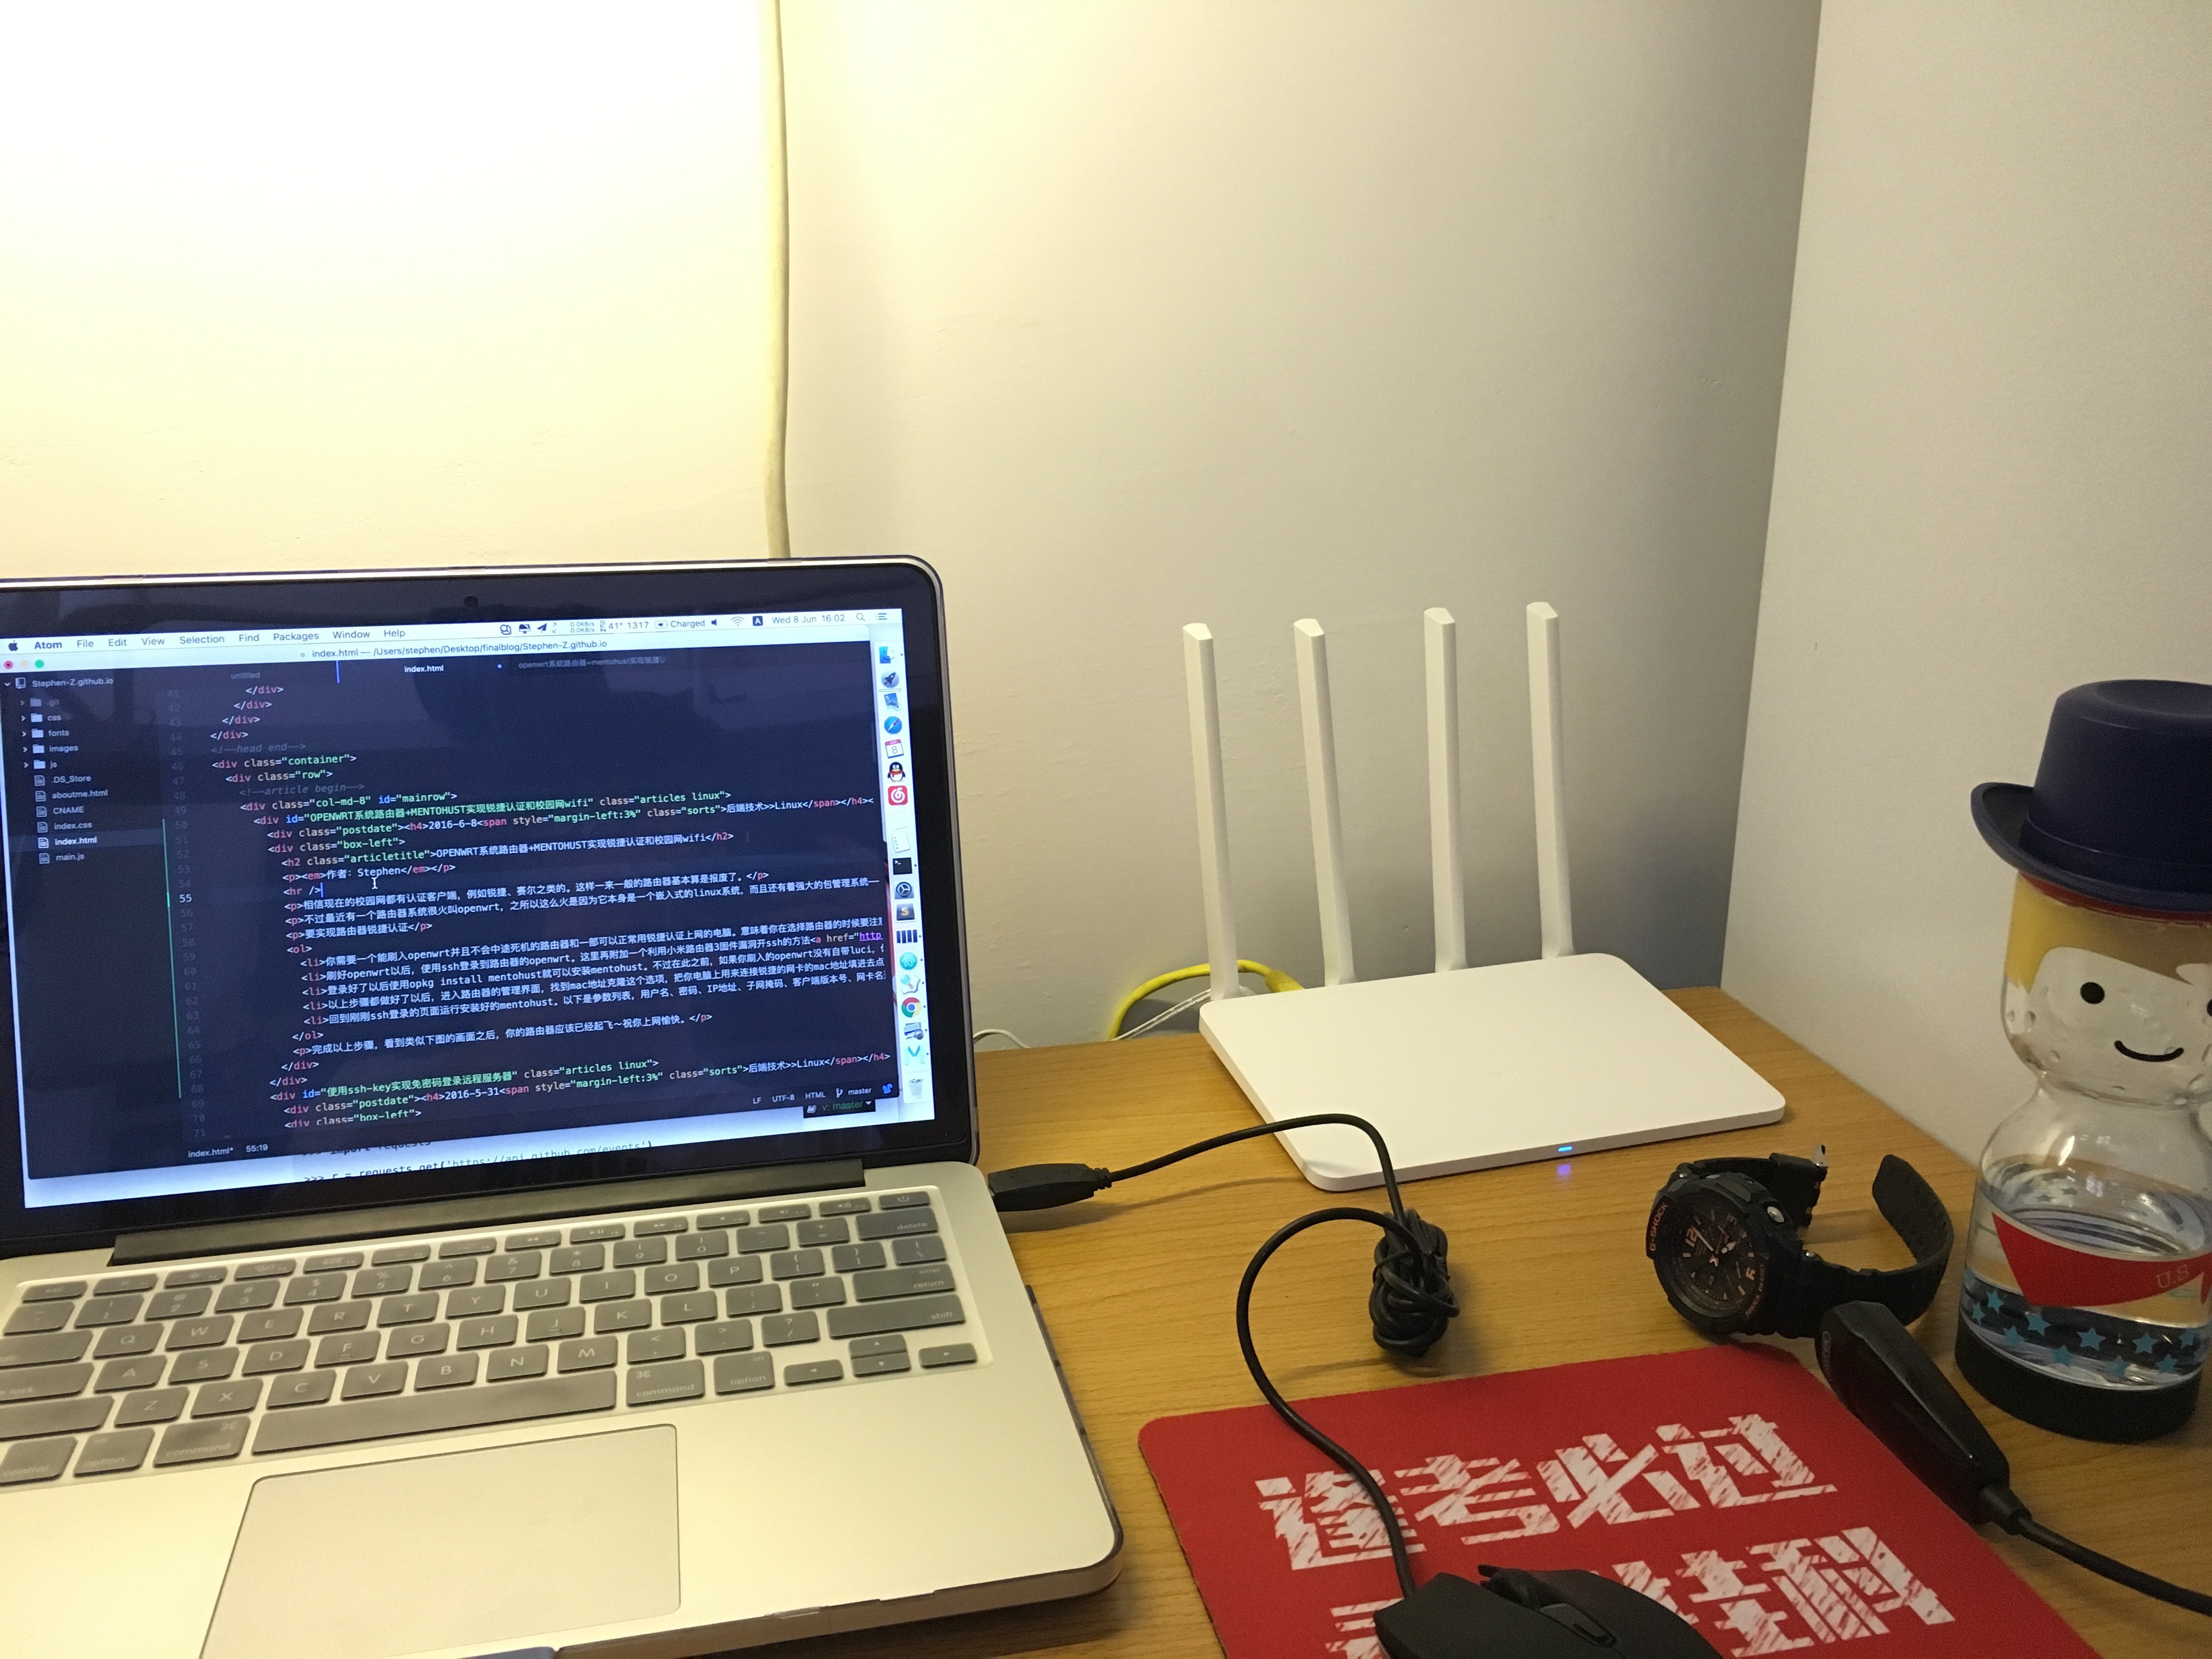 Atom File Edit View Selection Find Packages Window Help
41° 1317 Charged Wed 8 Jun 16:02
index.html — /Users/stephen/Desktop/finalblog/Stephen-Z.github.io
untitled
index.html
openwrt系统路由器+mentohust实现锐捷认
Stephen-Z.github.io
.git
css
fonts
images
js
.DS_Store
aboutme.html
CNAME
index.css
index.html
main.js
41 </div>
42 </div>
43 </div>
44 </div>
45 <!--head end-->
46 <div class="container">
47 <div class="row">
48 <!--article begin-->
49 <div class="col-md-8" id="mainrow">
50 <div id="OPENWRT系统路由器+MENTOHUST实现锐捷认证和校园网wifi" class="articles linux">
51 <div class="postdate"><h4>2016-6-8<span style="margin-left:3%" class="sorts">后端技术>>Linux</span></h4><
52 <div class="box-left">
53 <h2 class="articletitle">OPENWRT系统路由器+MENTOHUST实现锐捷认证和校园网wifi</h2>
54 <p><em>作者: Stephen</em></p>
55 <hr />
56 <p>相信现在的校园网都有认证客户端，例如锐捷、赛尔之类的。这样一来一般的路由器基本算是报废了。</p>
57 <p>不过最近有一个路由器系统很火叫openwrt，之所以这么火是因为它本身是一个嵌入式的linux系统，而且还有着强大的包管理系统——
58 <p>要实现路由器锐捷认证</p>
59 <ol>
60 <li>你需要一个能刷入openwrt并且不会中途死机的路由器和一部可以正常用锐捷认证上网的电脑。意味着你在选择路由器的时候要注意
61 <li>刷好openwrt以后，使用ssh登录到路由器的openwrt。这里再附加一个利用小米路由器3固件漏洞开ssh的方法<a href="http
62 <li>登录好了以后使用opkg install mentohust就可以安装mentohust。不过在此之前，如果你刷入的openwrt没有自带luci，
63 <li>以上步骤都做好了以后，进入路由器的管理界面，找到mac地址克隆这个选项，把你电脑上用来连接锐捷的网卡的mac地址填进去点
64 <li>回到刚刚ssh登录的页面运行安装好的mentohust。以下是参数列表，用户名、密码、IP地址、子网掩码、客户端版本号、网卡名
65 </ol>
66 <p>完成以上步骤，看到类似下图的画面之后，你的路由器应该已经起飞～祝你上网愉快。</p>
67 </div>
68 </div>
69 <div id="使用ssh-key实现免密码登录远程服务器" class="articles linux">
70 <div class="postdate"><h4>2016-5-31<span style="margin-left:3%" class="sorts">后端技术>>Linux</span></h4>
71 <div class="box-left">
index.html* 55:19 LF UTF-8 HTML master
v: master
>>> import requests
>>> r = requests.get('https://api.github.com/events')
delete
Q W E R T Y U I O P
return
A S D F G H J K L
shift
Z X C V B N M
control option command command option
G-SHOCK
12
U.S
逢考必过
挂科